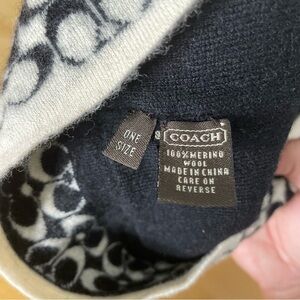 ONE
SIZE
COACH
100% MERINO
WOOL
MADE IN CHINA
CARE ON
REVERSE